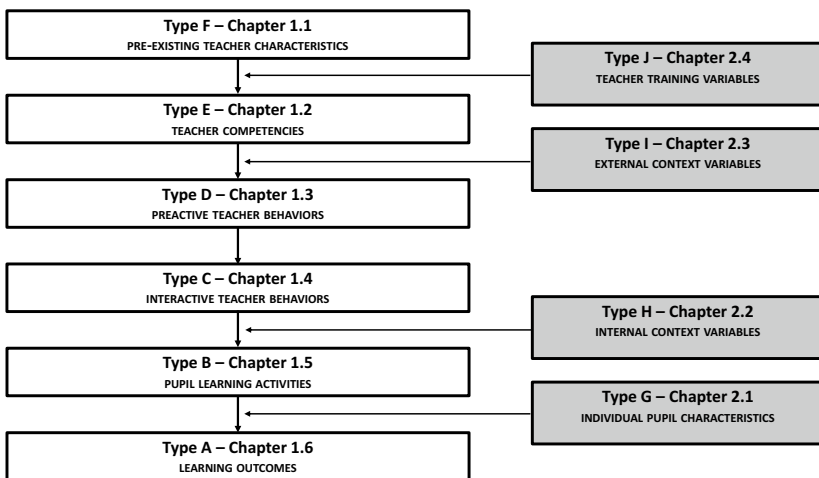 Type F – Chapter 1.1
PRE-EXISTING TEACHER CHARACTERISTICS
Type J – Chapter 2.4
TEACHER TRAINING VARIABLES
Type E – Chapter 1.2
TEACHER COMPETENCIES
Type I – Chapter 2.3
EXTERNAL CONTEXT VARIABLES
Type D – Chapter 1.3
PREACTIVE TEACHER BEHAVIORS
Type C – Chapter 1.4
INTERACTIVE TEACHER BEHAVIORS
Type H – Chapter 2.2
INTERNAL CONTEXT VARIABLES
Type B – Chapter 1.5
PUPIL LEARNING ACTIVITIES
Type G – Chapter 2.1
INDIVIDUAL PUPIL CHARACTERISTICS
Type A – Chapter 1.6
LEARNING OUTCOMES